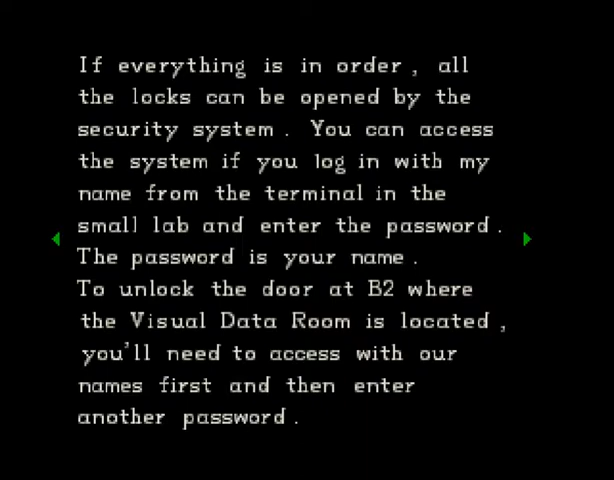 If everything is in order, all
the locks can be opened by the
security system. You can access
the system if you log in with my
name from the terminal in the
small lab and enter the password.
The password is your name.
To unlock the door at B2 where
the Visual Data Room is located,
you'll need to access with our
names first and then enter
another password.